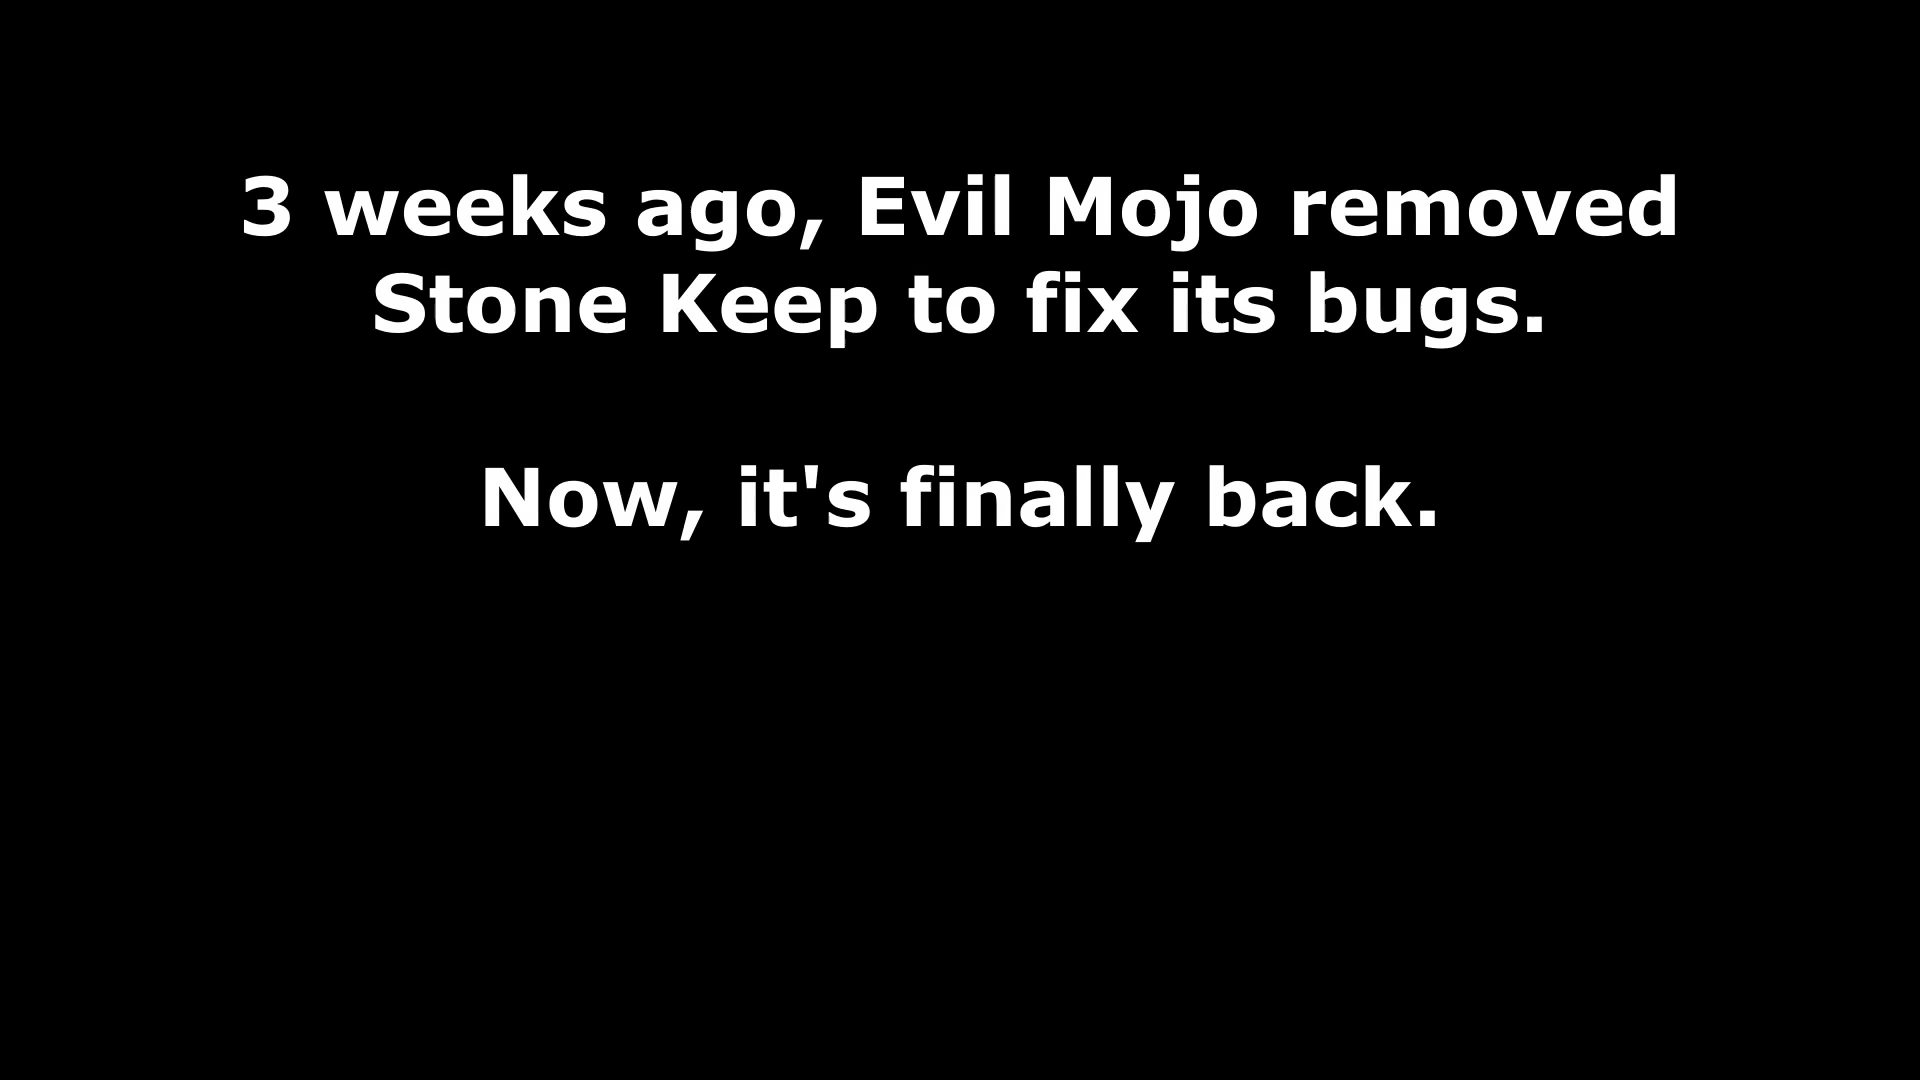 3 weeks ago, Evil Mojo removed
Stone Keep to fix its bugs.
Now, it's finally back.